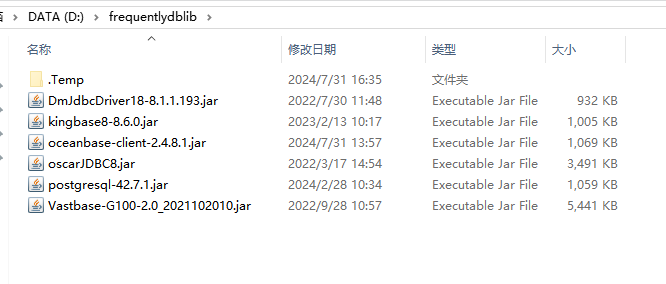 DATA (D:) > frequentlydblib >
名称 修改日期 类型 大小
.Temp 2024/7/31 16:35 文件夹
DmJdbcDriver18-8.1.1.193.jar 2022/7/30 11:48 Executable Jar File 932 KB
kingbase8-8.6.0.jar 2023/2/13 10:17 Executable Jar File 1,005 KB
oceanbase-client-2.4.8.1.jar 2024/7/31 13:57 Executable Jar File 1,069 KB
oscarJDBC8.jar 2022/3/17 14:54 Executable Jar File 3,491 KB
postgresql-42.7.1.jar 2024/2/28 10:34 Executable Jar File 1,059 KB
Vastbase-G100-2.0_2021102010.jar 2022/9/28 10:57 Executable Jar File 5,441 KB